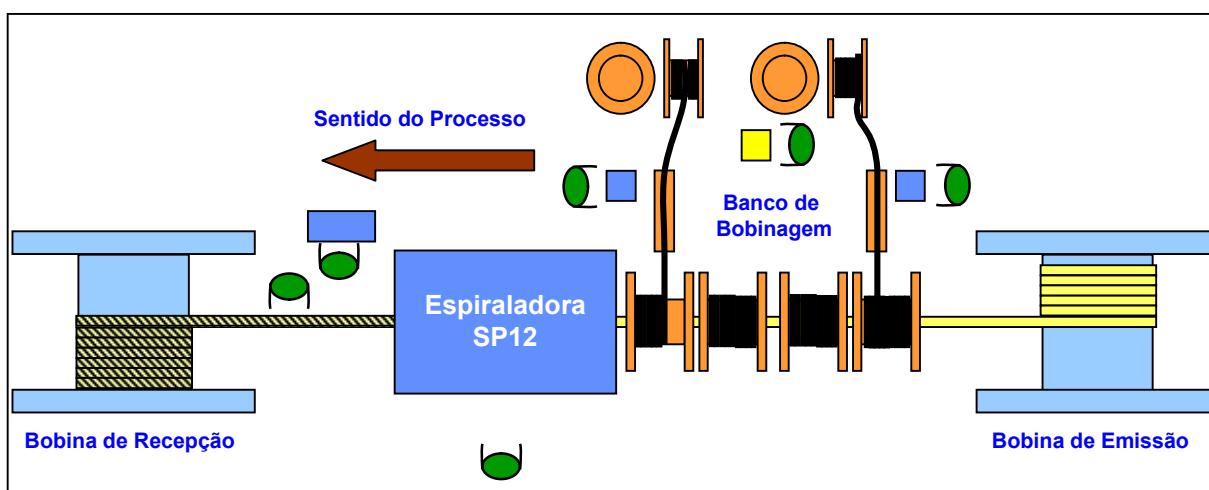 Sentido do Processo
Banco de
Bobinagem
Espiraladora
SP12
Bobina de Recepção
Bobina de Emissão